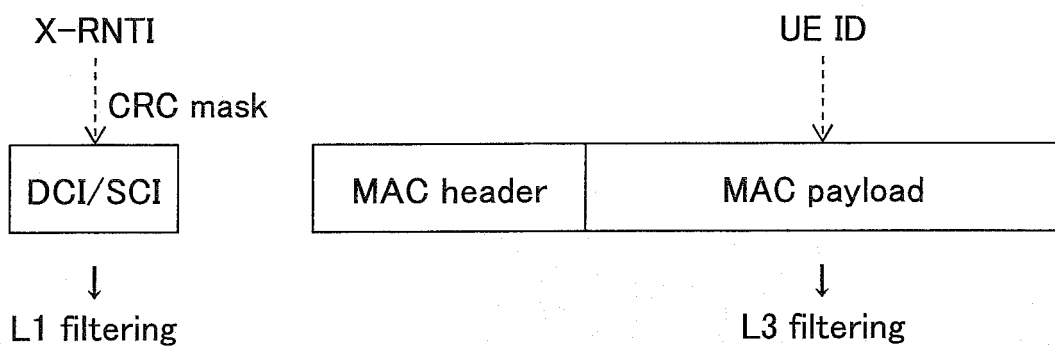 X-RNTI
UE ID
CRC mask
DCI/SCI
MAC header
MAC payload
L1 filtering
L3 filtering